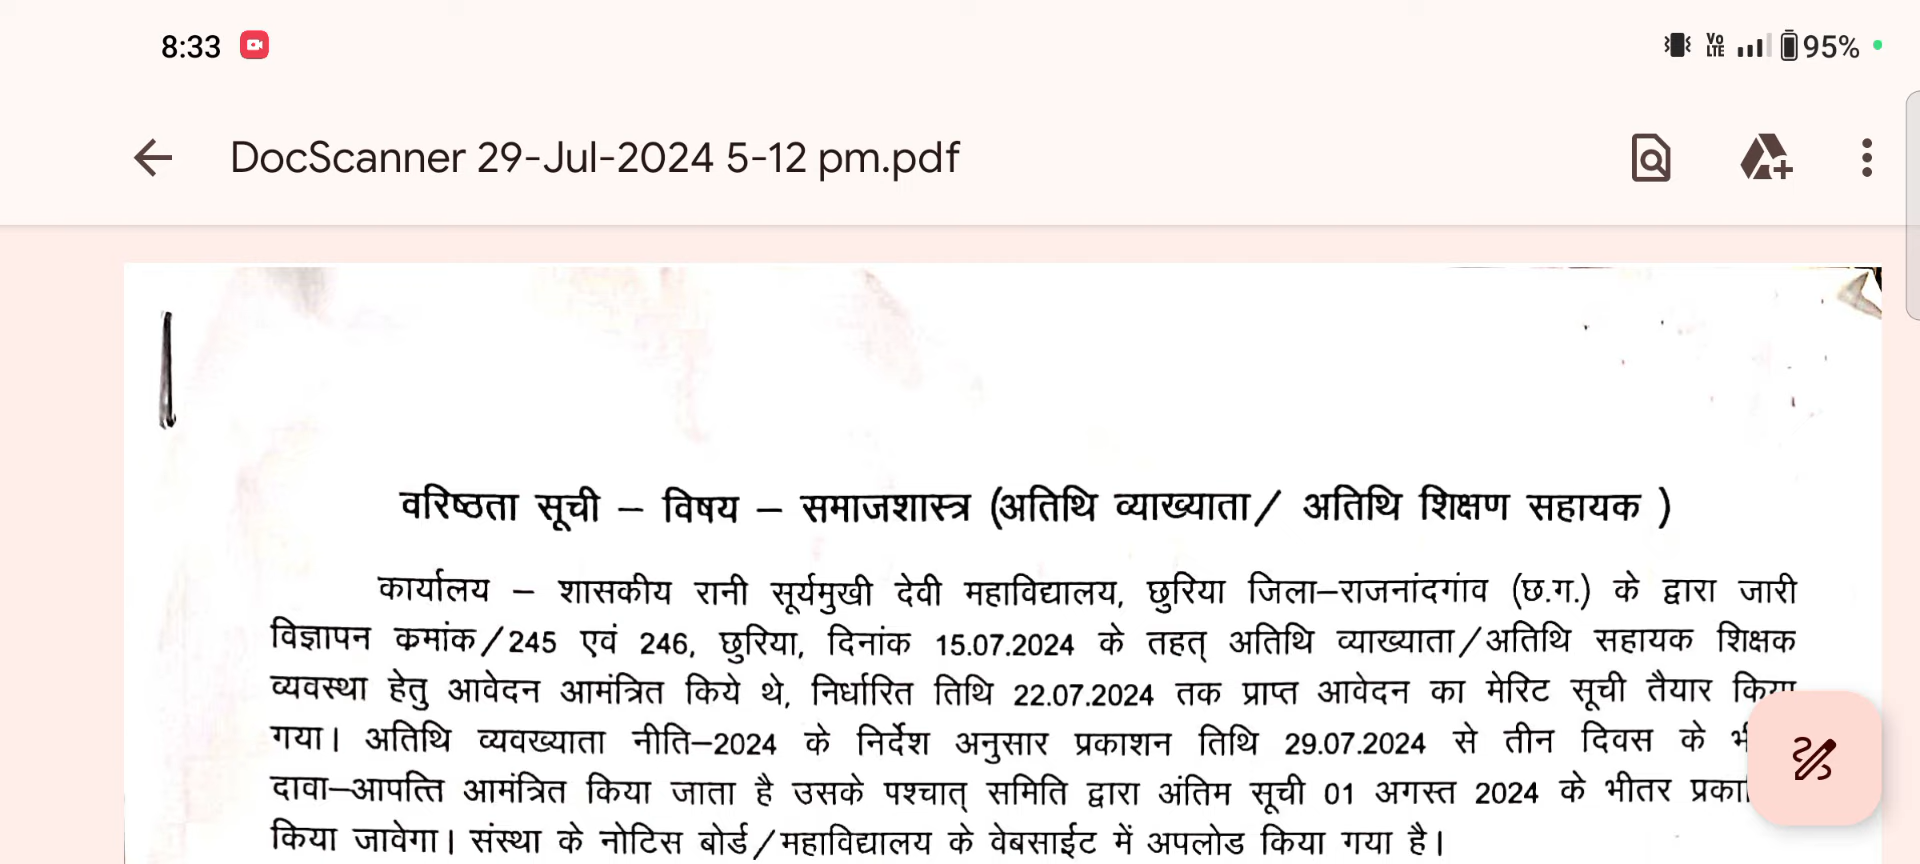 8:33 Vo LTE 95%
DocScanner 29-Jul-2024 5-12 pm.pdf
वरिष्ठता सूची – विषय – समाजशास्त्र (अतिथि व्याख्याता/ अतिथि शिक्षण सहायक )
कार्यालय – शासकीय रानी सूर्यमुखी देवी महाविद्यालय, छुरिया जिला–राजनांदगांव (छ.ग.) के द्वारा जारी
विज्ञापन कमांक/245 एवं 246, छुरिया, दिनांक 15.07.2024 के तहत् अतिथि व्याख्याता/अतिथि सहायक शिक्षक
व्यवस्था हेतु आवेदन आमंत्रित किये थे, निर्धारित तिथि 22.07.2024 तक प्राप्त आवेदन का मेरिट सूची तैयार किया
गया। अतिथि व्यवख्याता नीति–2024 के निर्देश अनुसार प्रकाशन तिथि 29.07.2024 से तीन दिवस के
दावा–आपत्ति आमंत्रित किया जाता है उसके पश्चात् समिति द्वारा अंतिम सूची 01 अगस्त 2024 के भीतर
किया जावेगा। संस्था के नोटिस बोर्ड/महाविद्यालय के वेबसाईट में अपलोड किया गया है।